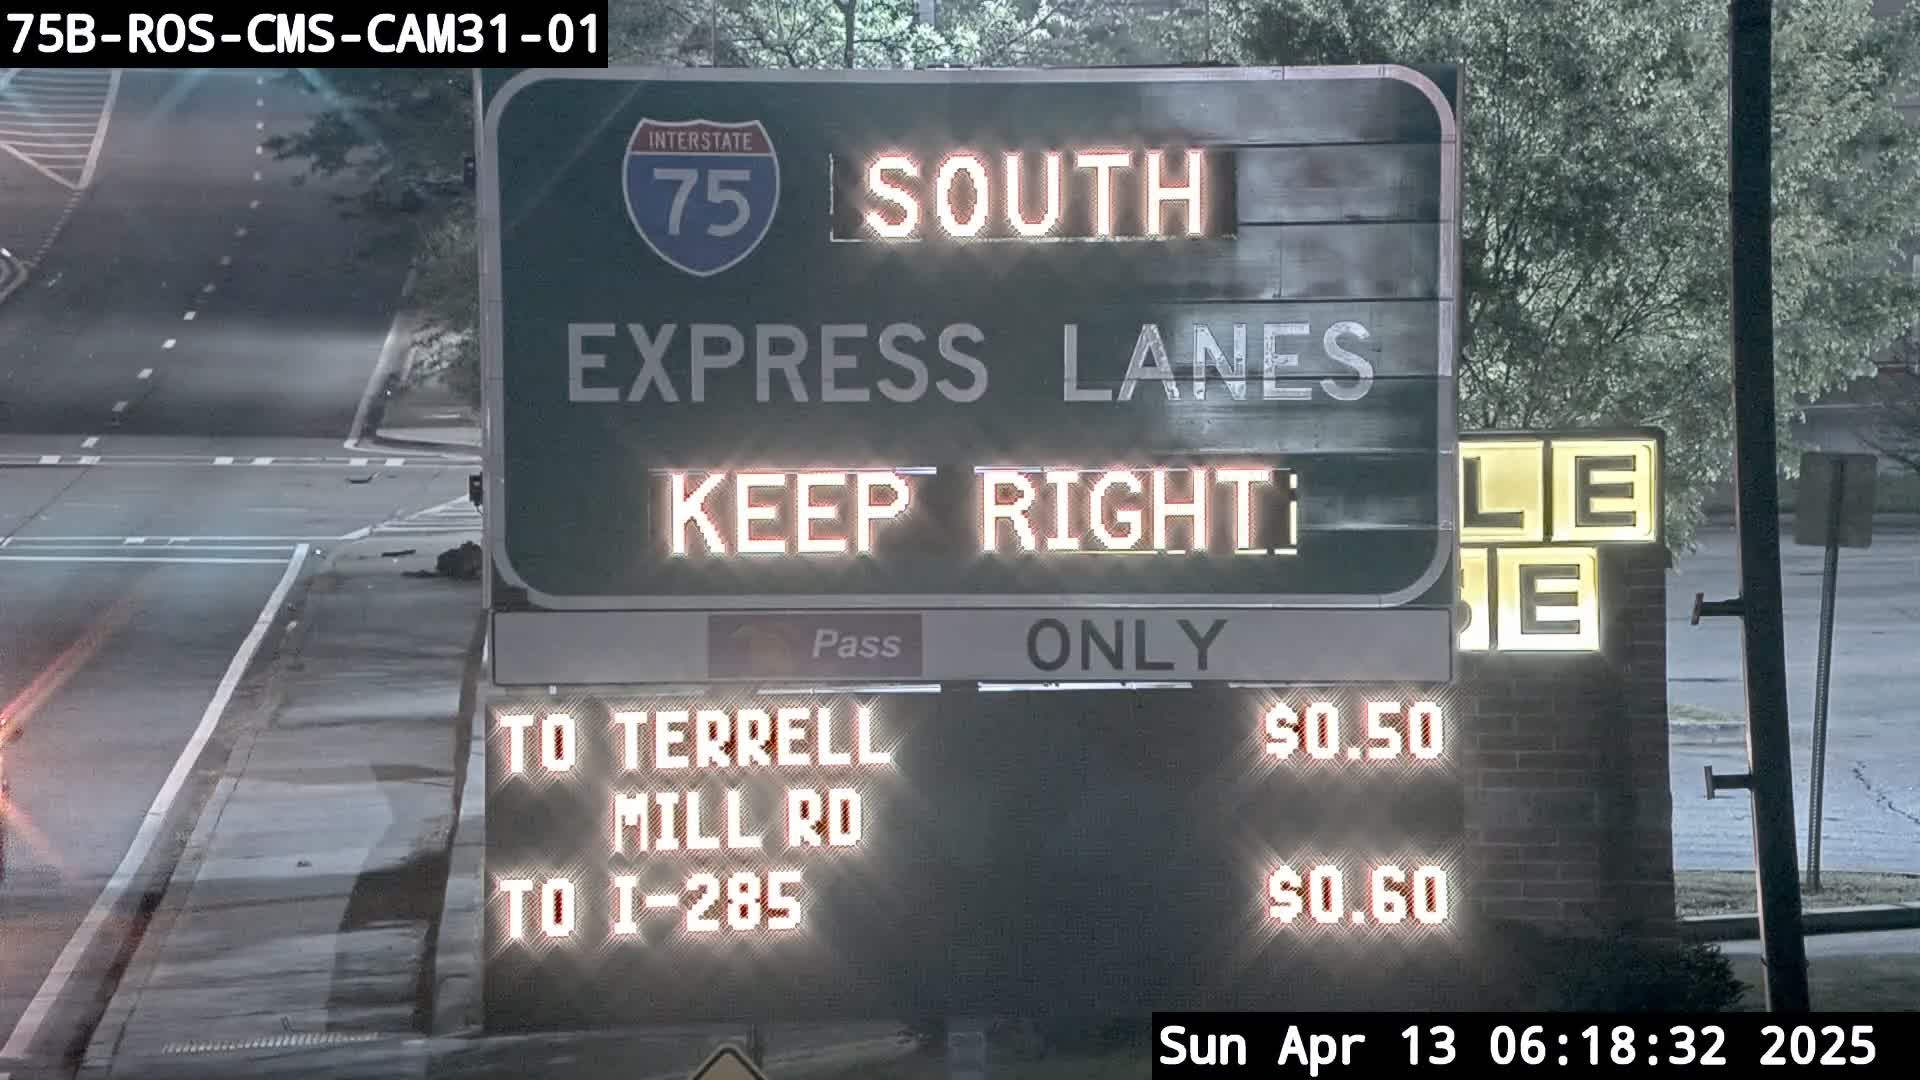 75B-ROS-CMS-CAM31-01
INTERSTATE
75
SOUTH
EXPRESS LANES
KEEP RIGHT
Pass ONLY
LE
E
TO TERRELL $0.50
MILL RD
TO I-285 $0.60
Sun Apr 13 06:18:32 2025